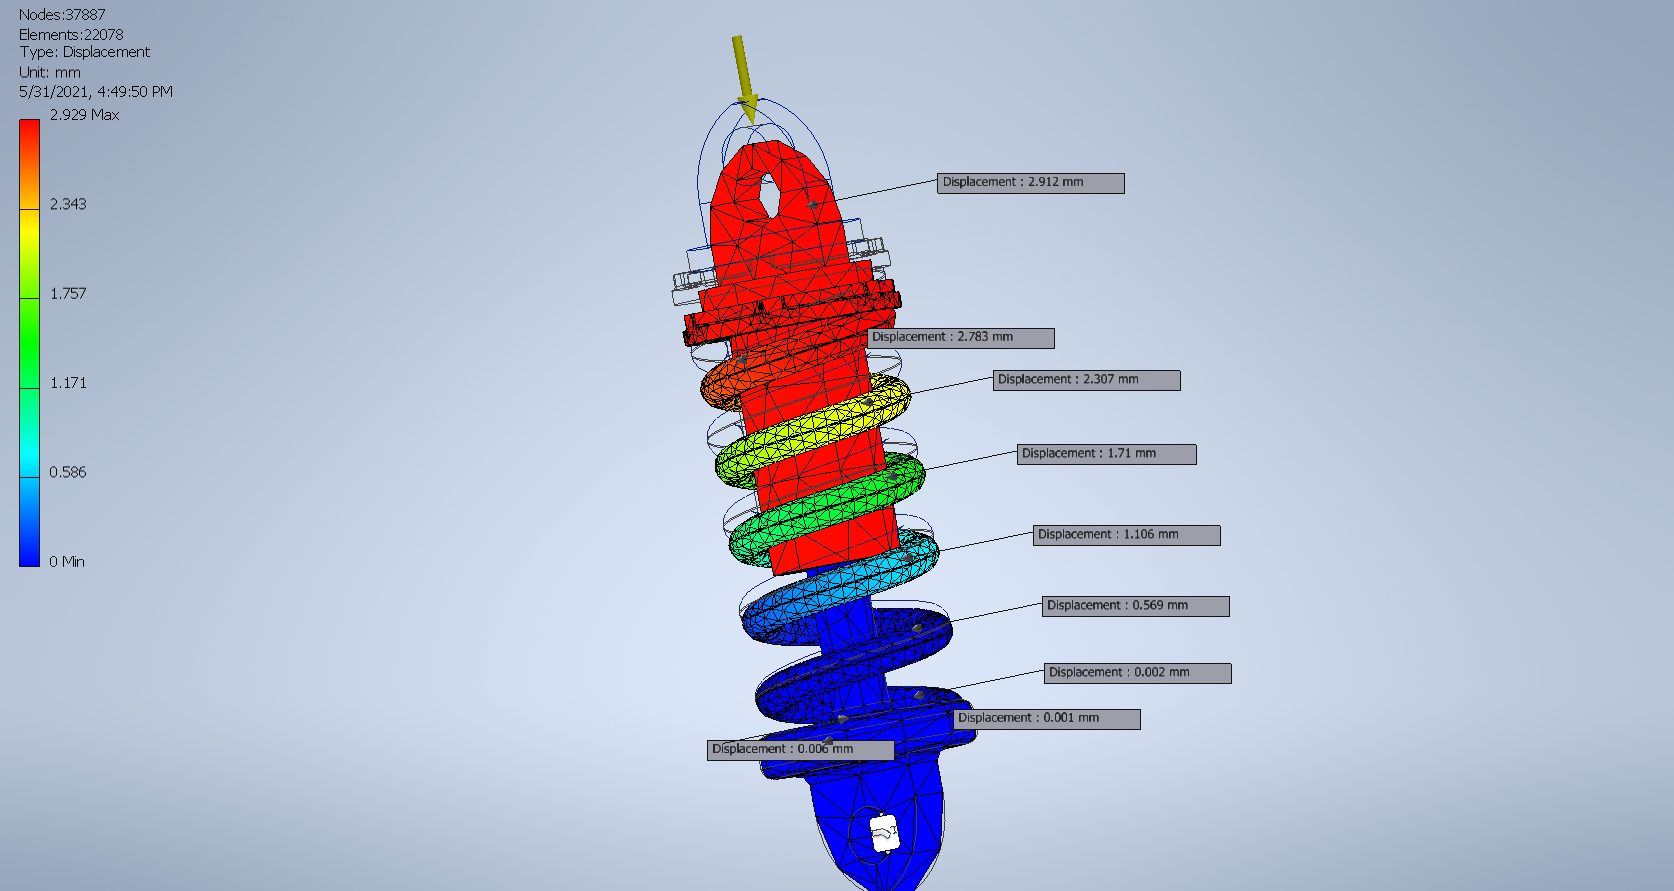 Nodes:37887
Elements:22078
Type: Displacement
Unit: mm
5/31/2021, 4:49:50 PM
2.929 Max
2.343
1.757
1.171
0.586
0 Min
Displacement : 2.912 mm
Displacement : 2.783 mm
Displacement : 2.307 mm
Displacement : 1.71 mm
Displacement : 1.106 mm
Displacement : 0.569 mm
Displacement : 0.002 mm
Displacement : 0.001 mm
Displacement : 0.006 mm